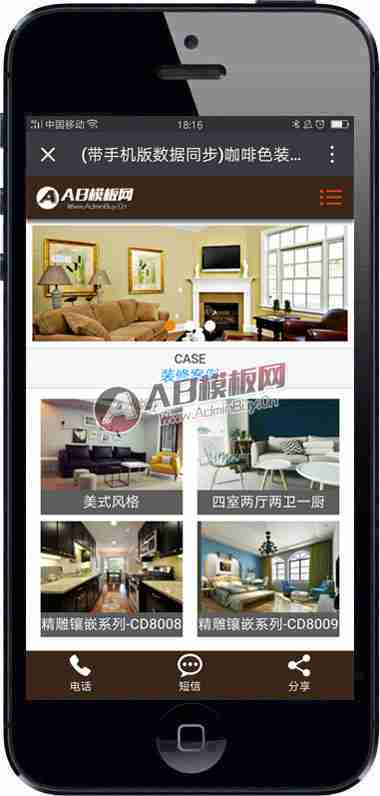 中国移动
18:16
(带手机版数据同步)咖啡色装...
AB模板网
Www.AdminBuy.Cn
CASE
装修案例
AB模板网
Www.AdminBuy.cn
美式风格
四室两厅两卫一厨
精雕镶嵌系列-CD8008
精雕镶嵌系列-CD8009
电话
短信
分享